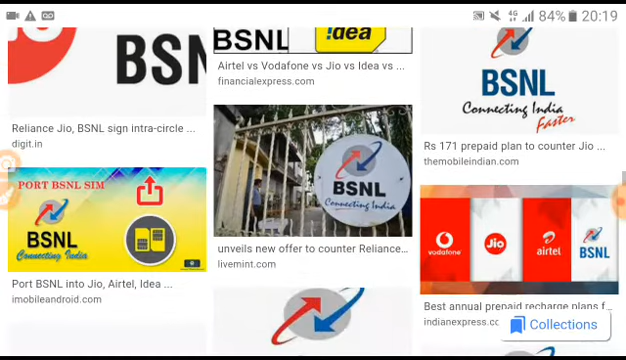 4G
84%
20:19
BSN
Reliance Jio, BSNL sign intra-circle ...
digit.in
PORT BSNL SIM
BSNL
Connecting India
Port BSNL into Jio, Airtel, Idea ...
imobileandroid.com
BSNL
!dea
Airtel vs Vodafone vs Jio vs Idea vs ...
financialexpress.com
BSNL
Connecting India
unveils new offer to counter Reliance...
livemint.com
BSNL
Connecting India
Faster
Rs 171 prepaid plan to counter Jio ...
themobileindian.com
vodafone
Jio
airtel
BSNL
Best annual prepaid recharge plans f...
indianexpress.co
Collections